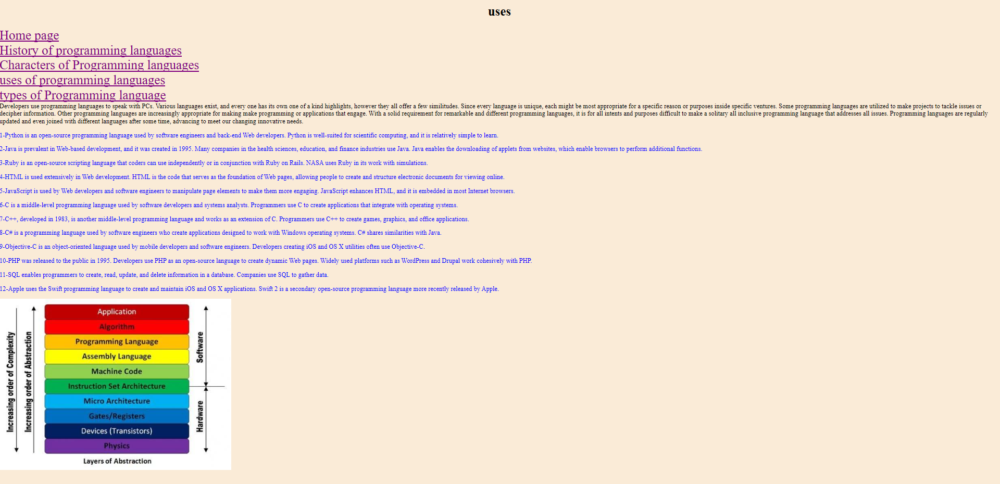 uses
Home page
History of programming languages
Characters of Programming languages
uses of programming languages
types of Programming language
Developers use programming languages to speak with PCs. Various languages exist, and every one has its own one of a kind highlights, however they all offer a few similitudes. Since every language is unique, each might be most appropriate for a specific reason or purposes inside specific ventures. Some programming languages are utilized to make projects to tackle issues or
decipher information. Other programming languages are increasingly appropriate for making make programming or applications that engage. With a solid requirement for remarkable and different programming languages, it is for all intents and purposes difficult to make a solitary all inclusive programming language that addresses all issues. Programming languages are regularly
updated and even joined with different languages after some time, advancing to meet our changing innovative needs.
1-Python is an open-source programming language used by software engineers and back-end Web developers. Python is well-suited for scientific computing, and it is relatively simple to learn.
2-Java is prevalent in Web-based development, and it was created in 1995. Many companies in the health sciences, education, and finance industries use Java. Java enables the downloading of applets from websites, which enable browsers to perform additional functions.
3-Ruby is an open-source scripting language that coders can use independently or in conjunction with Ruby on Rails. NASA uses Ruby in its work with simulations.
4-HTML is used extensively in Web development. HTML is the code that serves as the foundation of Web pages, allowing people to create and structure electronic documents for viewing online.
5-JavaScript is used by Web developers and software engineers to manipulate page elements to make them more engaging. JavaScript enhances HTML, and it is embedded in most Internet browsers.
6-C is a middle-level programming language used by software developers and systems analysts. Programmers use C to create applications that integrate with operating systems.
7-C++, developed in 1983, is another middle-level programming language and works as an extension of C. Programmers use C++ to create games, graphics, and office applications.
8-C# is a programming language used by software engineers who create applications designed to work with Windows operating systems. C# shares similarities with Java.
9-Objective-C is an object-oriented language used by mobile developers and software engineers. Developers creating iOS and OS X utilities often use Objective-C.
10-PHP was released to the public in 1995. Developers use PHP as an open-source language to create dynamic Web pages. Widely used platforms such as WordPress and Drupal work cohesively with PHP.
11-SQL enables programmers to create, read, update, and delete information in a database. Companies use SQL to gather data.
12-Apple uses the Swift programming language to create and maintain iOS and OS X applications. Swift 2 is a secondary open-source programming language more recently released by Apple.
Increasing order of Complexity
Increasing order of Abstraction
Application
Algorithm
Programming Language
Assembly Language
Machine Code
Instruction Set Architecture
Micro Architecture
Gates/Registers
Devices (Transistors)
Physics
Software
Hardware
Layers of Abstraction